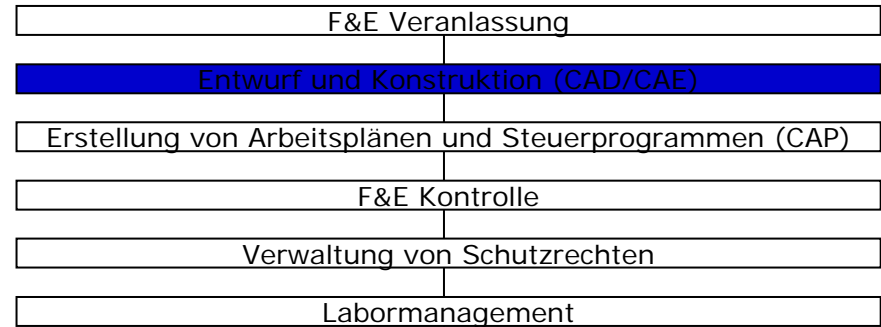 F&E Veranlassung
Entwurf und Konstruktion (CAD/CAE)
Erstellung von Arbeitsplänen und Steuerprogrammen (CAP)
F&E Kontrolle
Verwaltung von Schutzrechten
Labormanagement